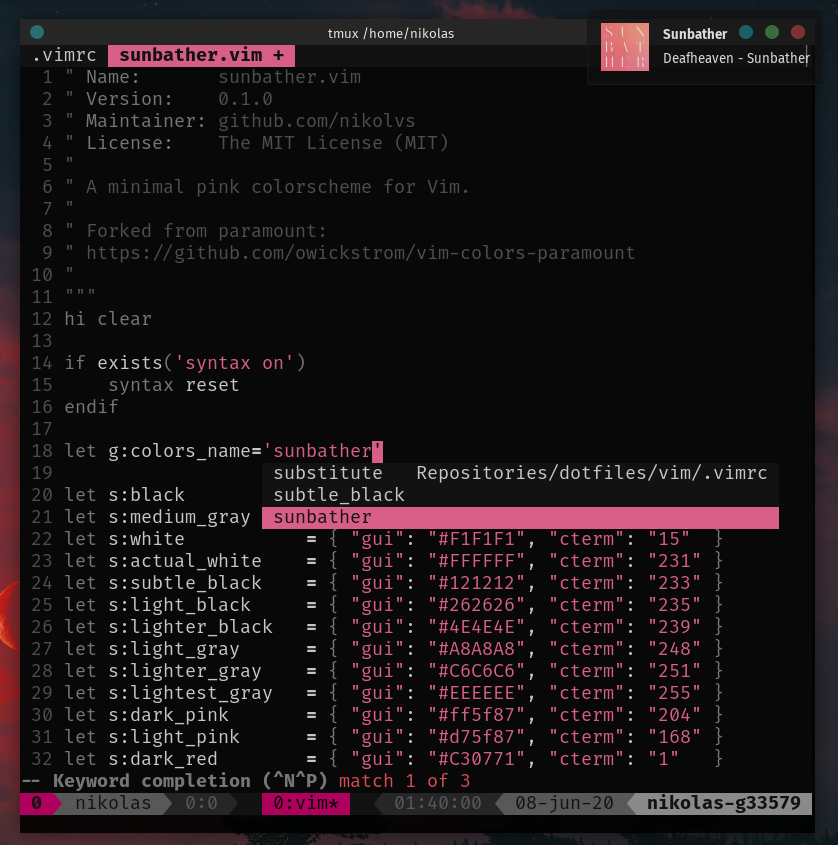 tmux /home/nikolas
SUN
BAT
HER
Sunbather
Deafheaven - Sunbather
.vimrc sunbather.vim +
1 " Name: sunbather.vim
2 " Version: 0.1.0
3 " Maintainer: github.com/nikolvs
4 " License: The MIT License (MIT)
5 "
6 " A minimal pink colorscheme for Vim.
7 "
8 " Forked from paramount:
9 " https://github.com/owickstrom/vim-colors-paramount
10 "
11 """
12 hi clear
13
14 if exists('syntax on')
15 syntax reset
16 endif
17
18 let g:colors_name='sunbather'
19 substitute Repositories/dotfiles/vim/.vimrc
20 let s:black subtle_black
21 let s:medium_gray sunbather
22 let s:white = { "gui": "#F1F1F1", "cterm": "15" }
23 let s:actual_white = { "gui": "#FFFFFF", "cterm": "231" }
24 let s:subtle_black = { "gui": "#121212", "cterm": "233" }
25 let s:light_black = { "gui": "#262626", "cterm": "235" }
26 let s:lighter_black = { "gui": "#4E4E4E", "cterm": "239" }
27 let s:light_gray = { "gui": "#A8A8A8", "cterm": "248" }
28 let s:lighter_gray = { "gui": "#C6C6C6", "cterm": "251" }
29 let s:lightest_gray = { "gui": "#EEEEEE", "cterm": "255" }
30 let s:dark_pink = { "gui": "#ff5f87", "cterm": "204" }
31 let s:light_pink = { "gui": "#d75f87", "cterm": "168" }
32 let s:dark_red = { "gui": "#C30771", "cterm": "1" }
-- Keyword completion (^N^P) match 1 of 3
0 nikolas 0:0 0:vim* 01:40:00 08-jun-20 nikolas-g33579